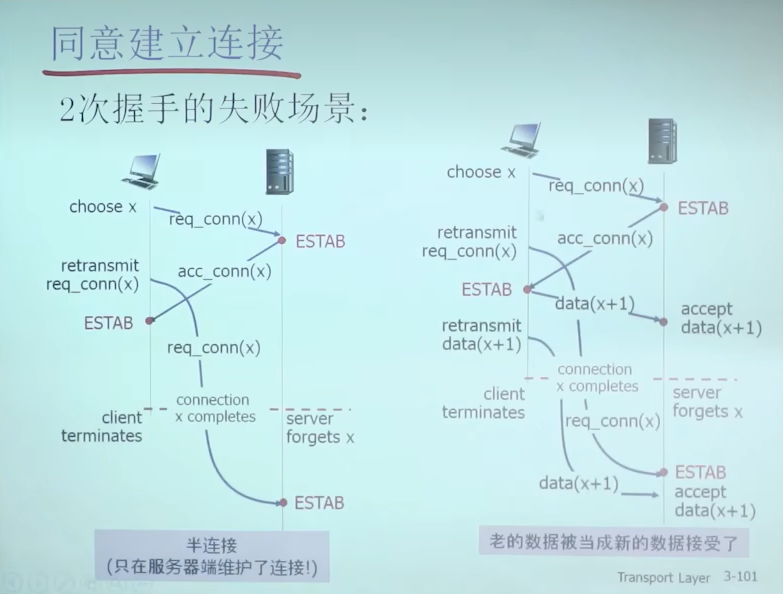 同意建立连接
2次握手的失败场景：
choose x
req_conn(x)
ESTAB
retransmit
req_conn(x)
acc_conn(x)
ESTAB
req_conn(x)
connection
x completes
client
terminates
server
forgets x
ESTAB
半连接
(只在服务器端维护了连接!)
choose x
req_conn(x)
ESTAB
retransmit
req_conn(x)
acc_conn(x)
ESTAB
data(x+1)
accept
data(x+1)
retransmit
data(x+1)
connection
x completes
client
terminates
server
forgets x
req_conn(x)
ESTAB
data(x+1)
accept
data(x+1)
老的数据被当成新的数据接受了
Transport Layer 3-101